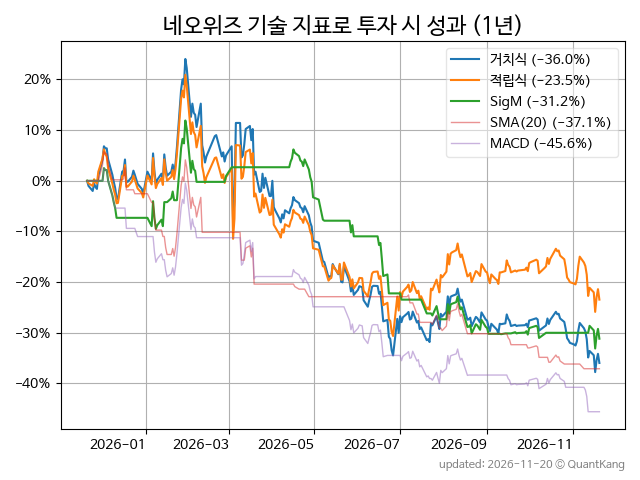 네오위즈 기술 지표로 투자 시 성과 (1년)
거치식 (−36.0%)
적립식 (−23.5%)
SigM (−31.2%)
SMA(20) (−37.1%)
MACD (−45.6%)
20%
10%
0%
−10%
−20%
−30%
−40%
2026-01 2026-03 2026-05 2026-07 2026-09 2026-11
updated: 2026-11-20 © QuantKang